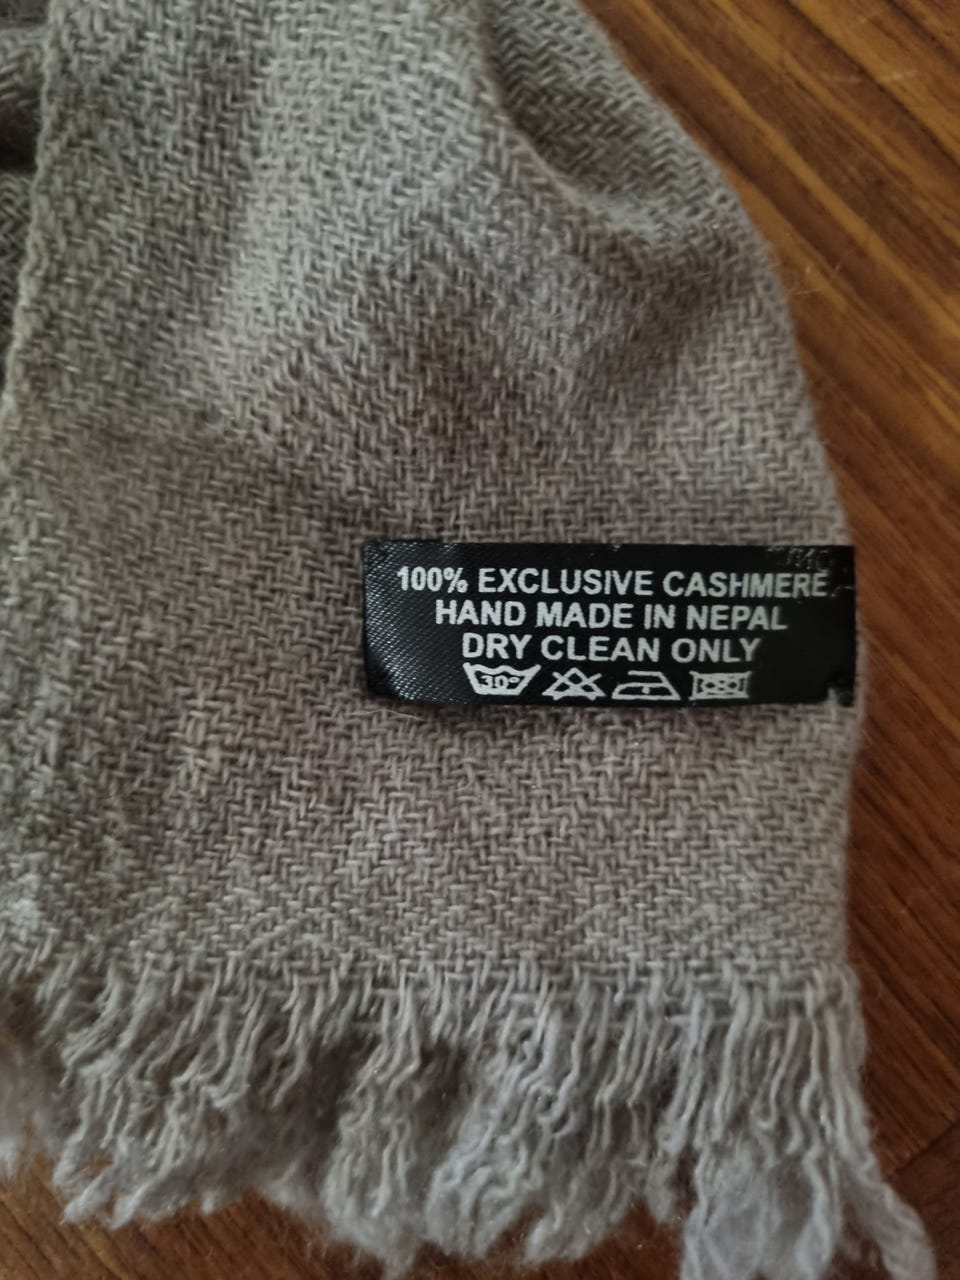 100% EXCLUSIVE CASHMERE
HAND MADE IN NEPAL
DRY CLEAN ONLY
30°